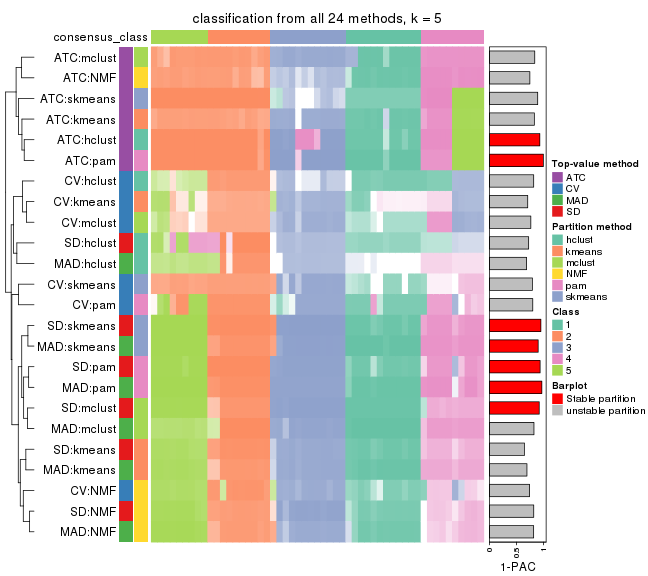 classification from all 24 methods, k = 5
consensus_class
ATC:mclust
ATC:NMF
ATC:skmeans
ATC:kmeans
ATC:hclust
ATC:pam
CV:hclust
CV:kmeans
CV:mclust
SD:hclust
MAD:hclust
CV:skmeans
CV:pam
SD:skmeans
MAD:skmeans
SD:pam
MAD:pam
SD:mclust
MAD:mclust
SD:kmeans
MAD:kmeans
CV:NMF
SD:NMF
MAD:NMF
0
0.5
1
1-PAC
Top-value method
ATC
CV
MAD
SD
Partition method
hclust
kmeans
mclust
NMF
pam
skmeans
Class
1
2
3
4
5
Barplot
Stable partition
unstable partition